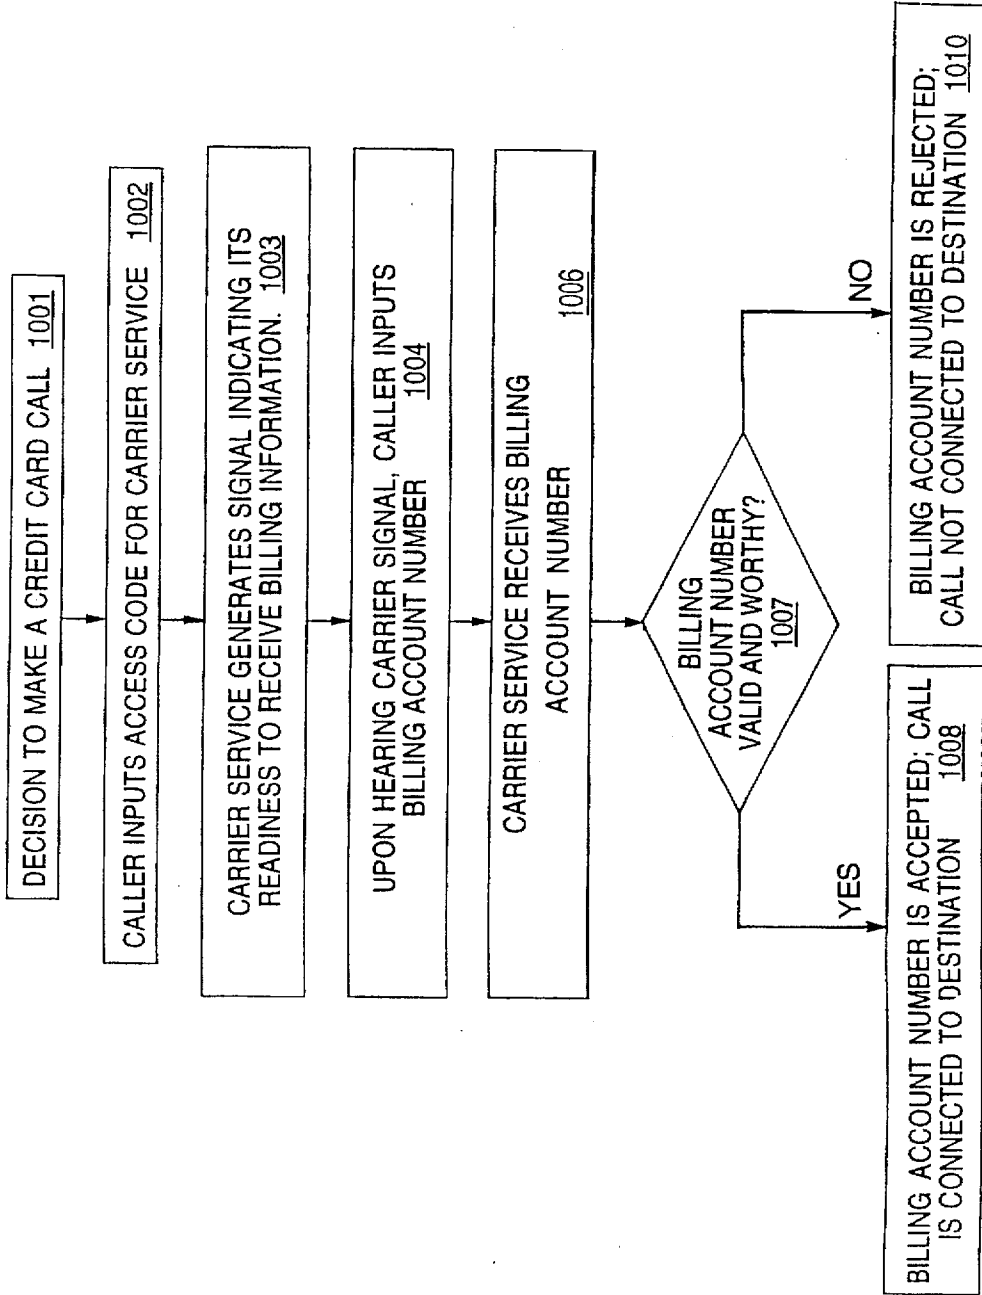 DECISION TO MAKE A CREDIT CARD CALL 1001
CALLER INPUTS ACCESS CODE FOR CARRIER SERVICE 1002
CARRIER SERVICE GENERATES SIGNAL INDICATING ITS
READINESS TO RECEIVE BILLING INFORMATION. 1003
UPON HEARING CARRIER SIGNAL, CALLER INPUTS
BILLING ACCOUNT NUMBER 1004
CARRIER SERVICE RECEIVES BILLING
ACCOUNT NUMBER 1006
BILLING
ACCOUNT NUMBER
VALID AND WORTHY?
1007
YES
NO
BILLING ACCOUNT NUMBER IS ACCEPTED; CALL
IS CONNECTED TO DESTINATION 1008
BILLING ACCOUNT NUMBER IS REJECTED;
CALL NOT CONNECTED TO DESTINATION 1010